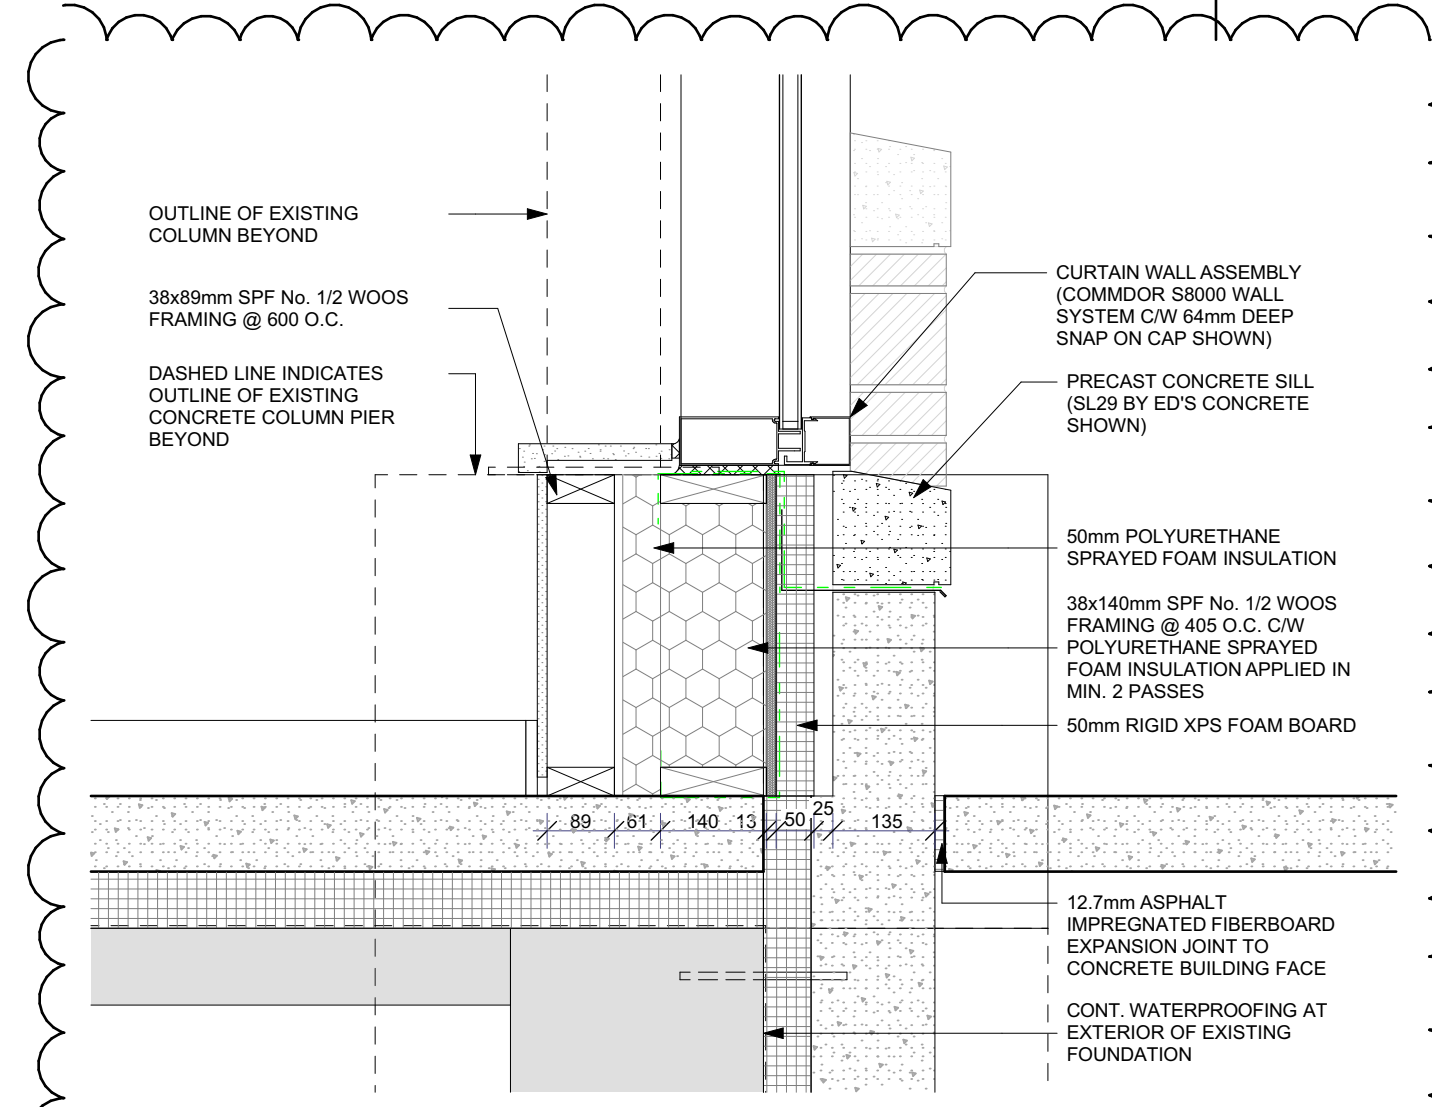 OUTLINE OF EXISTING
COLUMN BEYOND
38x89mm SPF No. 1/2 WOOS
FRAMING @ 600 O.C.
DASHED LINE INDICATES
OUTLINE OF EXISTING
CONCRETE COLUMN PIER
BEYOND
CURTAIN WALL ASSEMBLY
(COMMDOR S8000 WALL
SYSTEM C/W 64mm DEEP
SNAP ON CAP SHOWN)
PRECAST CONCRETE SILL
(SL29 BY ED'S CONCRETE
SHOWN)
50mm POLYURETHANE
SPRAYED FOAM INSULATION
38x140mm SPF No. 1/2 WOOS
FRAMING @ 405 O.C. C/W
POLYURETHANE SPRAYED
FOAM INSULATION APPLIED IN
MIN. 2 PASSES
50mm RIGID XPS FOAM BOARD
89 61 140 13 50 25 135
12.7mm ASPHALT
IMPREGNATED FIBERBOARD
EXPANSION JOINT TO
CONCRETE BUILDING FACE
CONT. WATERPROOFING AT
EXTERIOR OF EXISTING
FOUNDATION